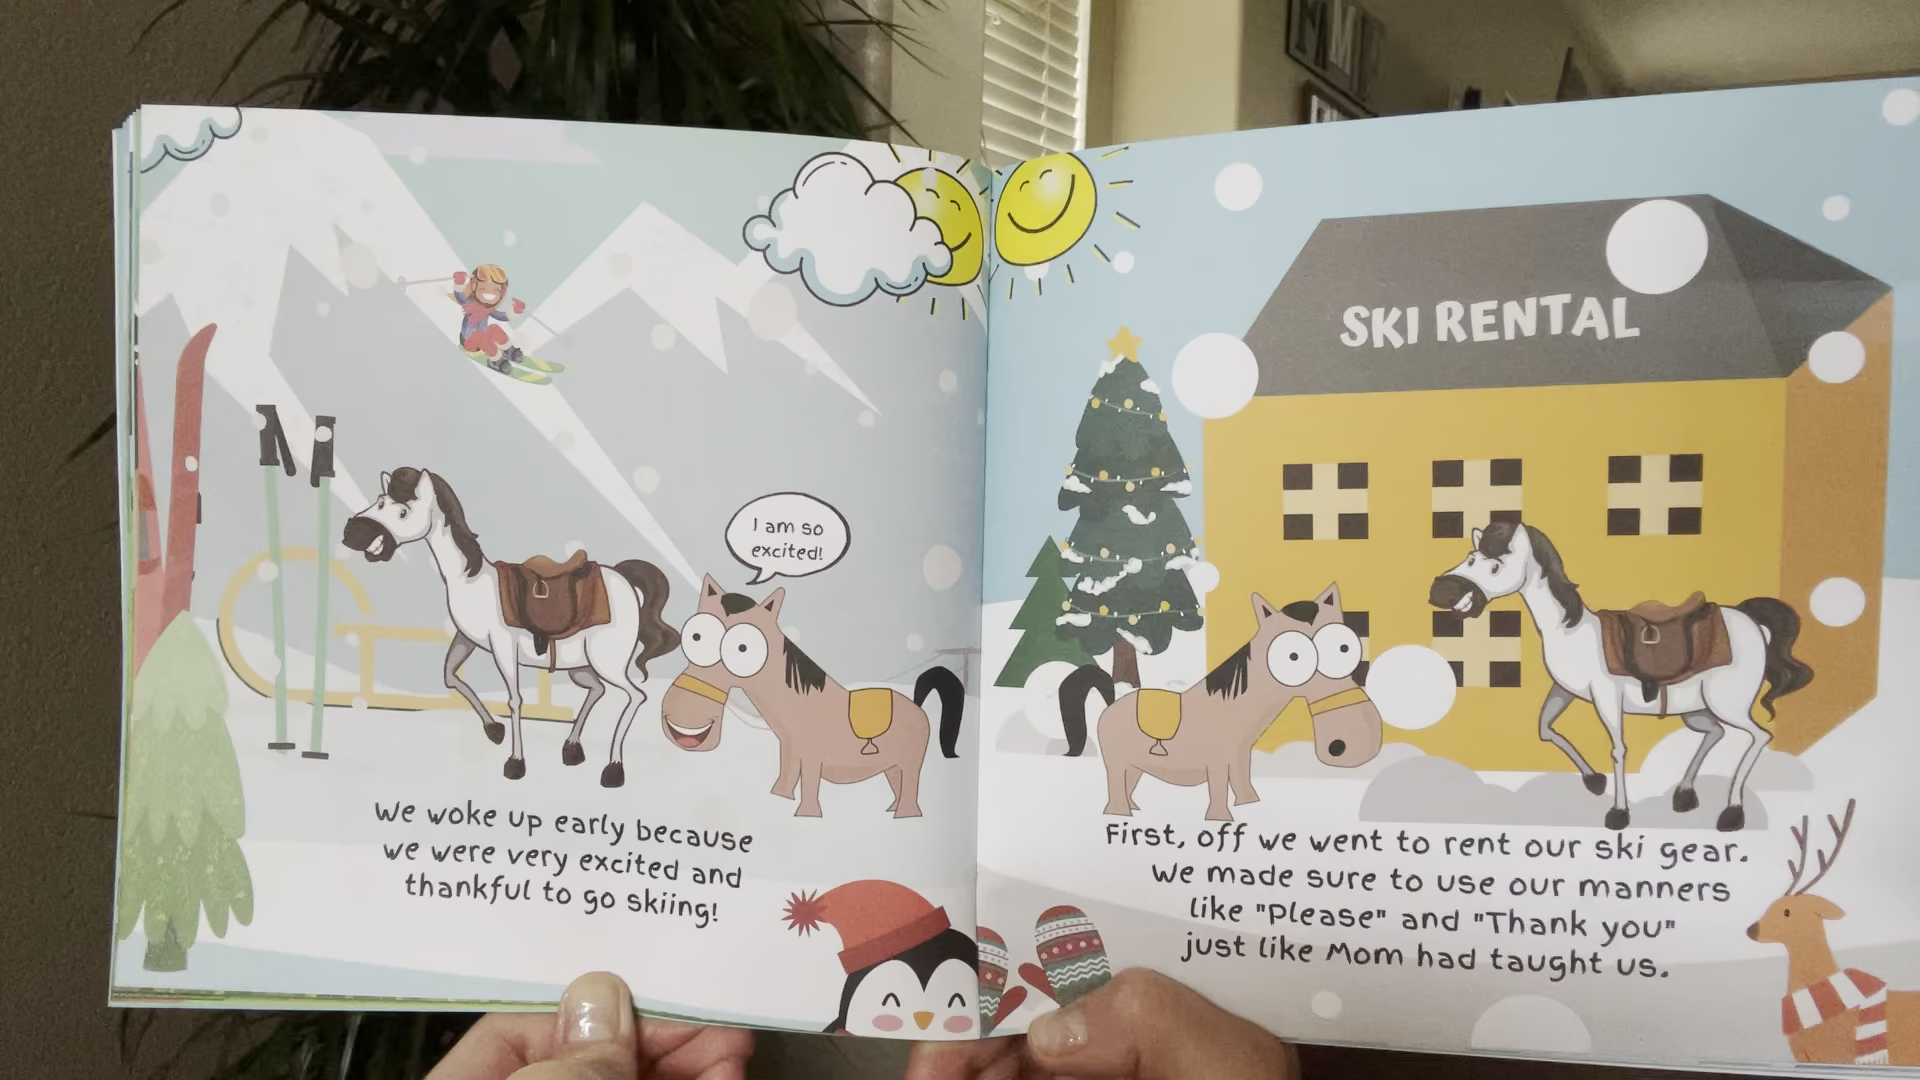 I am so
excited!
We woke up early because
we were very excited and
thankful to go skiing!
SKI RENTAL
First, off we went to rent our ski gear.
We made sure to use our manners
like "Please" and "Thank you"
just like Mom had taught us.